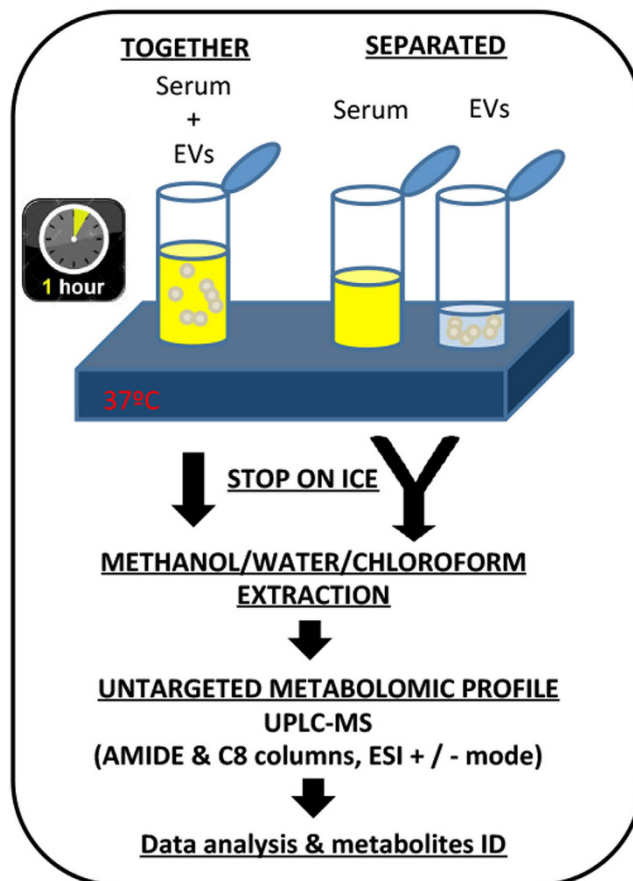 TOGETHER
SEPARATED
Serum
+
EVs
Serum
EVs
1 hour
37ºC
STOP ON ICE
METHANOL/WATER/CHLOROFORM
EXTRACTION
UNTARGETED METABOLOMIC PROFILE
UPLC-MS
(AMIDE & C8 columns, ESI + / - mode)
Data analysis & metabolites ID